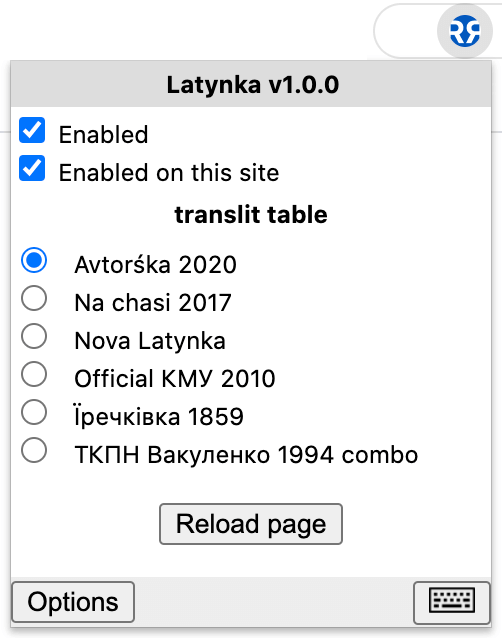 Latynka v1.0.0
Enabled
Enabled on this site
translit table
Avtorśka 2020
Na chasi 2017
Nova Latynka
Official КМУ 2010
Їречківка 1859
ТКПН Вакуленко 1994 combo
Reload page
Options